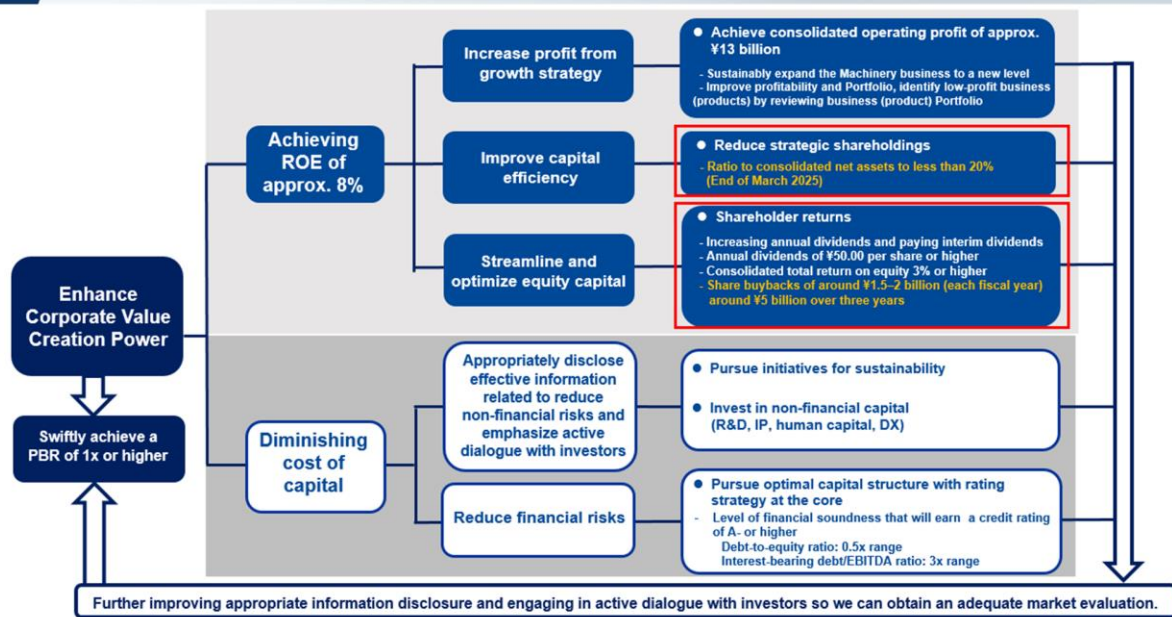 Enhance
Corporate Value
Creation Power
Swiftly achieve a
PBR of 1x or higher
Achieving
ROE of
approx. 8%
Increase profit from
growth strategy
● Achieve consolidated operating profit of approx.
¥13 billion
- Sustainably expand the Machinery business to a new level
- Improve profitability and Portfolio, identify low-profit business
(products) by reviewing business (product) Portfolio
Improve capital
efficiency
● Reduce strategic shareholdings
- Ratio to consolidated net assets to less than 20%
(End of March 2025)
Streamline and
optimize equity capital
● Shareholder returns
- Increasing annual dividends and paying interim dividends
- Annual dividends of ¥50.00 per share or higher
- Consolidated total return on equity 3% or higher
- Share buybacks of around ¥1.5–2 billion (each fiscal year)
around ¥5 billion over three years
Diminishing
cost of
capital
Appropriately disclose
effective information
related to reduce
non-financial risks and
emphasize active
dialogue with investors
● Pursue initiatives for sustainability
● Invest in non-financial capital
(R&D, IP, human capital, DX)
Reduce financial risks
● Pursue optimal capital structure with rating
strategy at the core
- Level of financial soundness that will earn a credit rating
of A- or higher
Debt-to-equity ratio: 0.5x range
Interest-bearing debt/EBITDA ratio: 3x range
Further improving appropriate information disclosure and engaging in active dialogue with investors so we can obtain an adequate market evaluation.